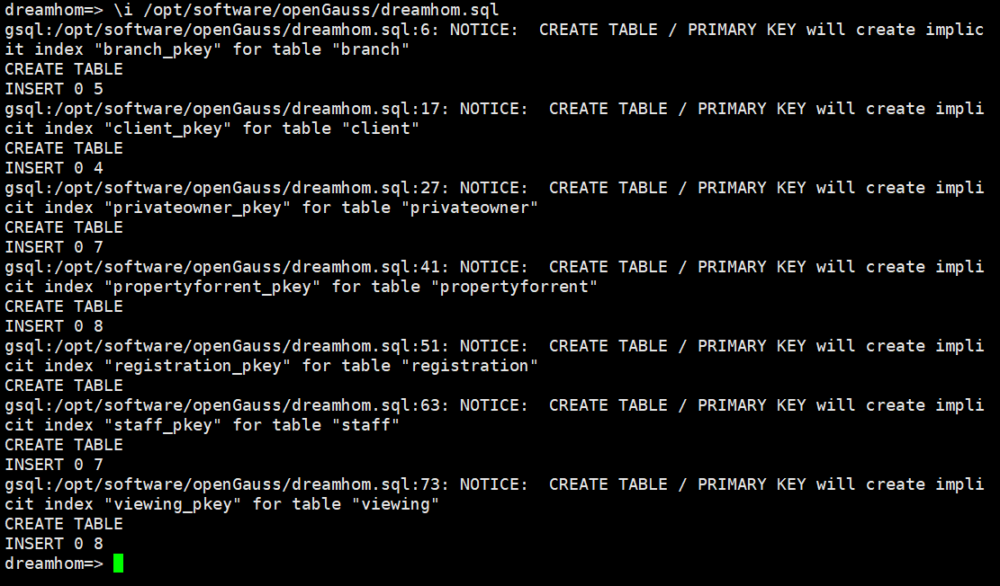 dreamhom=> \i /opt/software/openGauss/dreamhom.sql
gsql:/opt/software/openGauss/dreamhom.sql:6: NOTICE:  CREATE TABLE / PRIMARY KEY will create implic
it index "branch_pkey" for table "branch"
CREATE TABLE
INSERT 0 5
gsql:/opt/software/openGauss/dreamhom.sql:17: NOTICE:  CREATE TABLE / PRIMARY KEY will create impli
cit index "client_pkey" for table "client"
CREATE TABLE
INSERT 0 4
gsql:/opt/software/openGauss/dreamhom.sql:27: NOTICE:  CREATE TABLE / PRIMARY KEY will create impli
cit index "privateowner_pkey" for table "privateowner"
CREATE TABLE
INSERT 0 7
gsql:/opt/software/openGauss/dreamhom.sql:41: NOTICE:  CREATE TABLE / PRIMARY KEY will create impli
cit index "propertyforrent_pkey" for table "propertyforrent"
CREATE TABLE
INSERT 0 8
gsql:/opt/software/openGauss/dreamhom.sql:51: NOTICE:  CREATE TABLE / PRIMARY KEY will create impli
cit index "registration_pkey" for table "registration"
CREATE TABLE
gsql:/opt/software/openGauss/dreamhom.sql:63: NOTICE:  CREATE TABLE / PRIMARY KEY will create impli
cit index "staff_pkey" for table "staff"
CREATE TABLE
INSERT 0 7
gsql:/opt/software/openGauss/dreamhom.sql:73: NOTICE:  CREATE TABLE / PRIMARY KEY will create impli
cit index "viewing_pkey" for table "viewing"
CREATE TABLE
INSERT 0 8
dreamhom=>